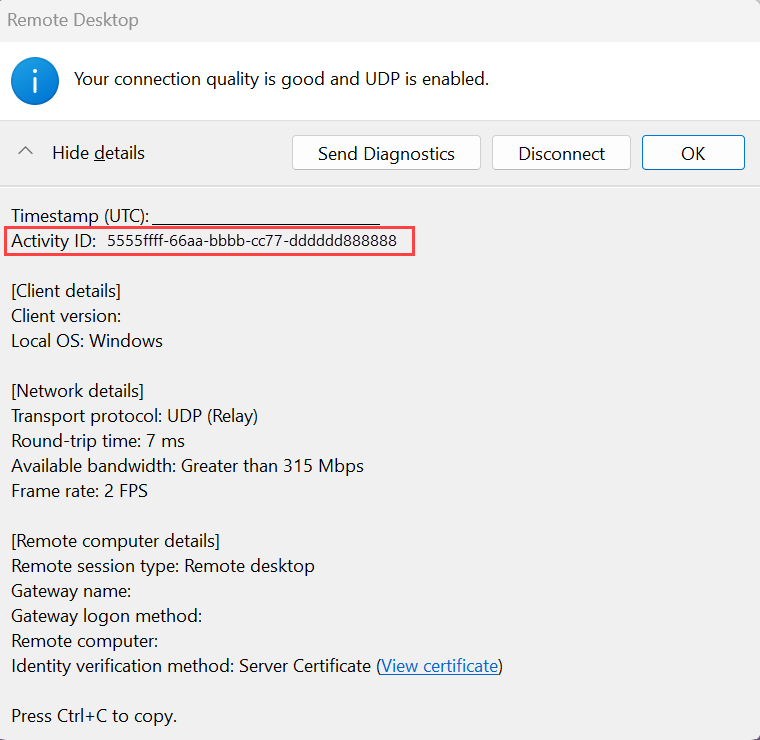 Remote Desktop
Your connection quality is good and UDP is enabled.
Hide details Send Diagnostics Disconnect OK
Timestamp (UTC):
Activity ID: 5555ffff-66aa-bbbb-cc77-dddddd888888
[Client details]
Client version:
Local OS: Windows
[Network details]
Transport protocol: UDP (Relay)
Round-trip time: 7 ms
Available bandwidth: Greater than 315 Mbps
Frame rate: 2 FPS
[Remote computer details]
Remote session type: Remote desktop
Gateway name:
Gateway logon method:
Remote computer:
Identity verification method: Server Certificate (View certificate)
Press Ctrl+C to copy.